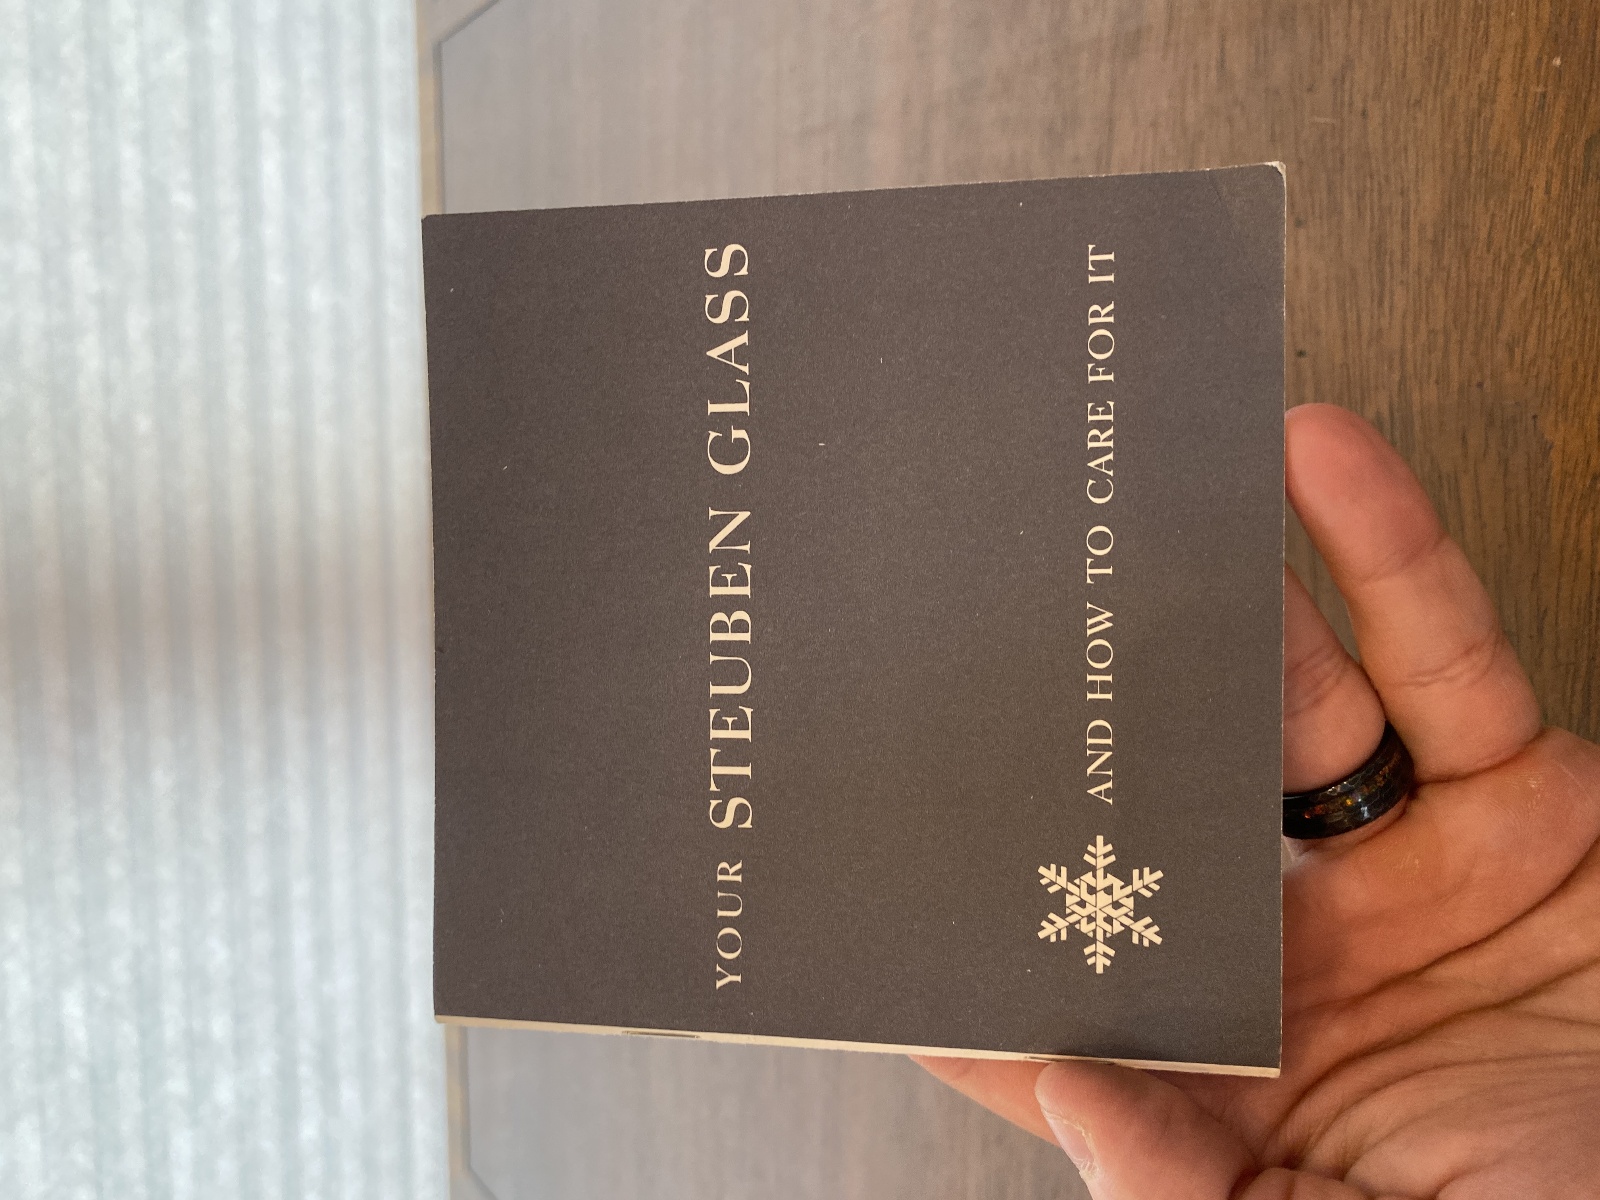 YOUR STEUBEN GLASS
AND HOW TO CARE FOR IT